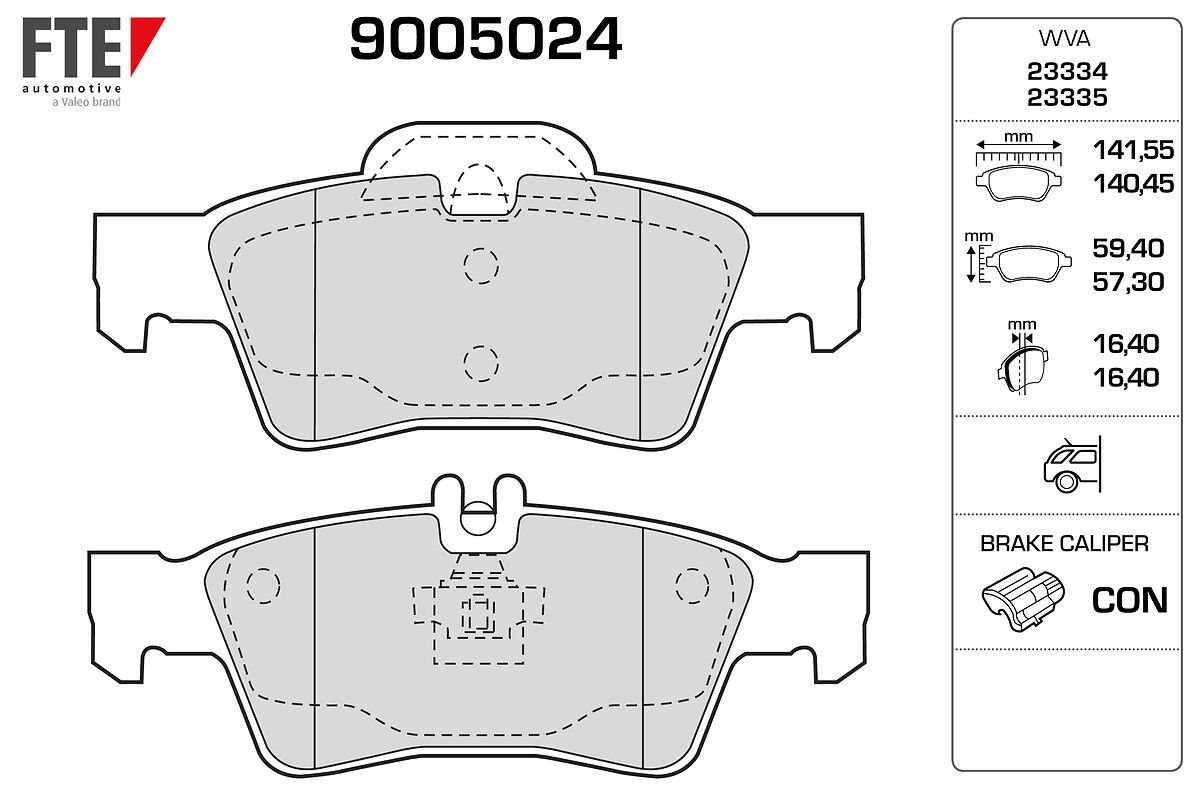 FTE
automotive
a Valeo brand
9005024
WVA
23334
23335
mm
141,55
140,45
mm
59,40
57,30
mm
16,40
16,40
BRAKE CALIPER
CON